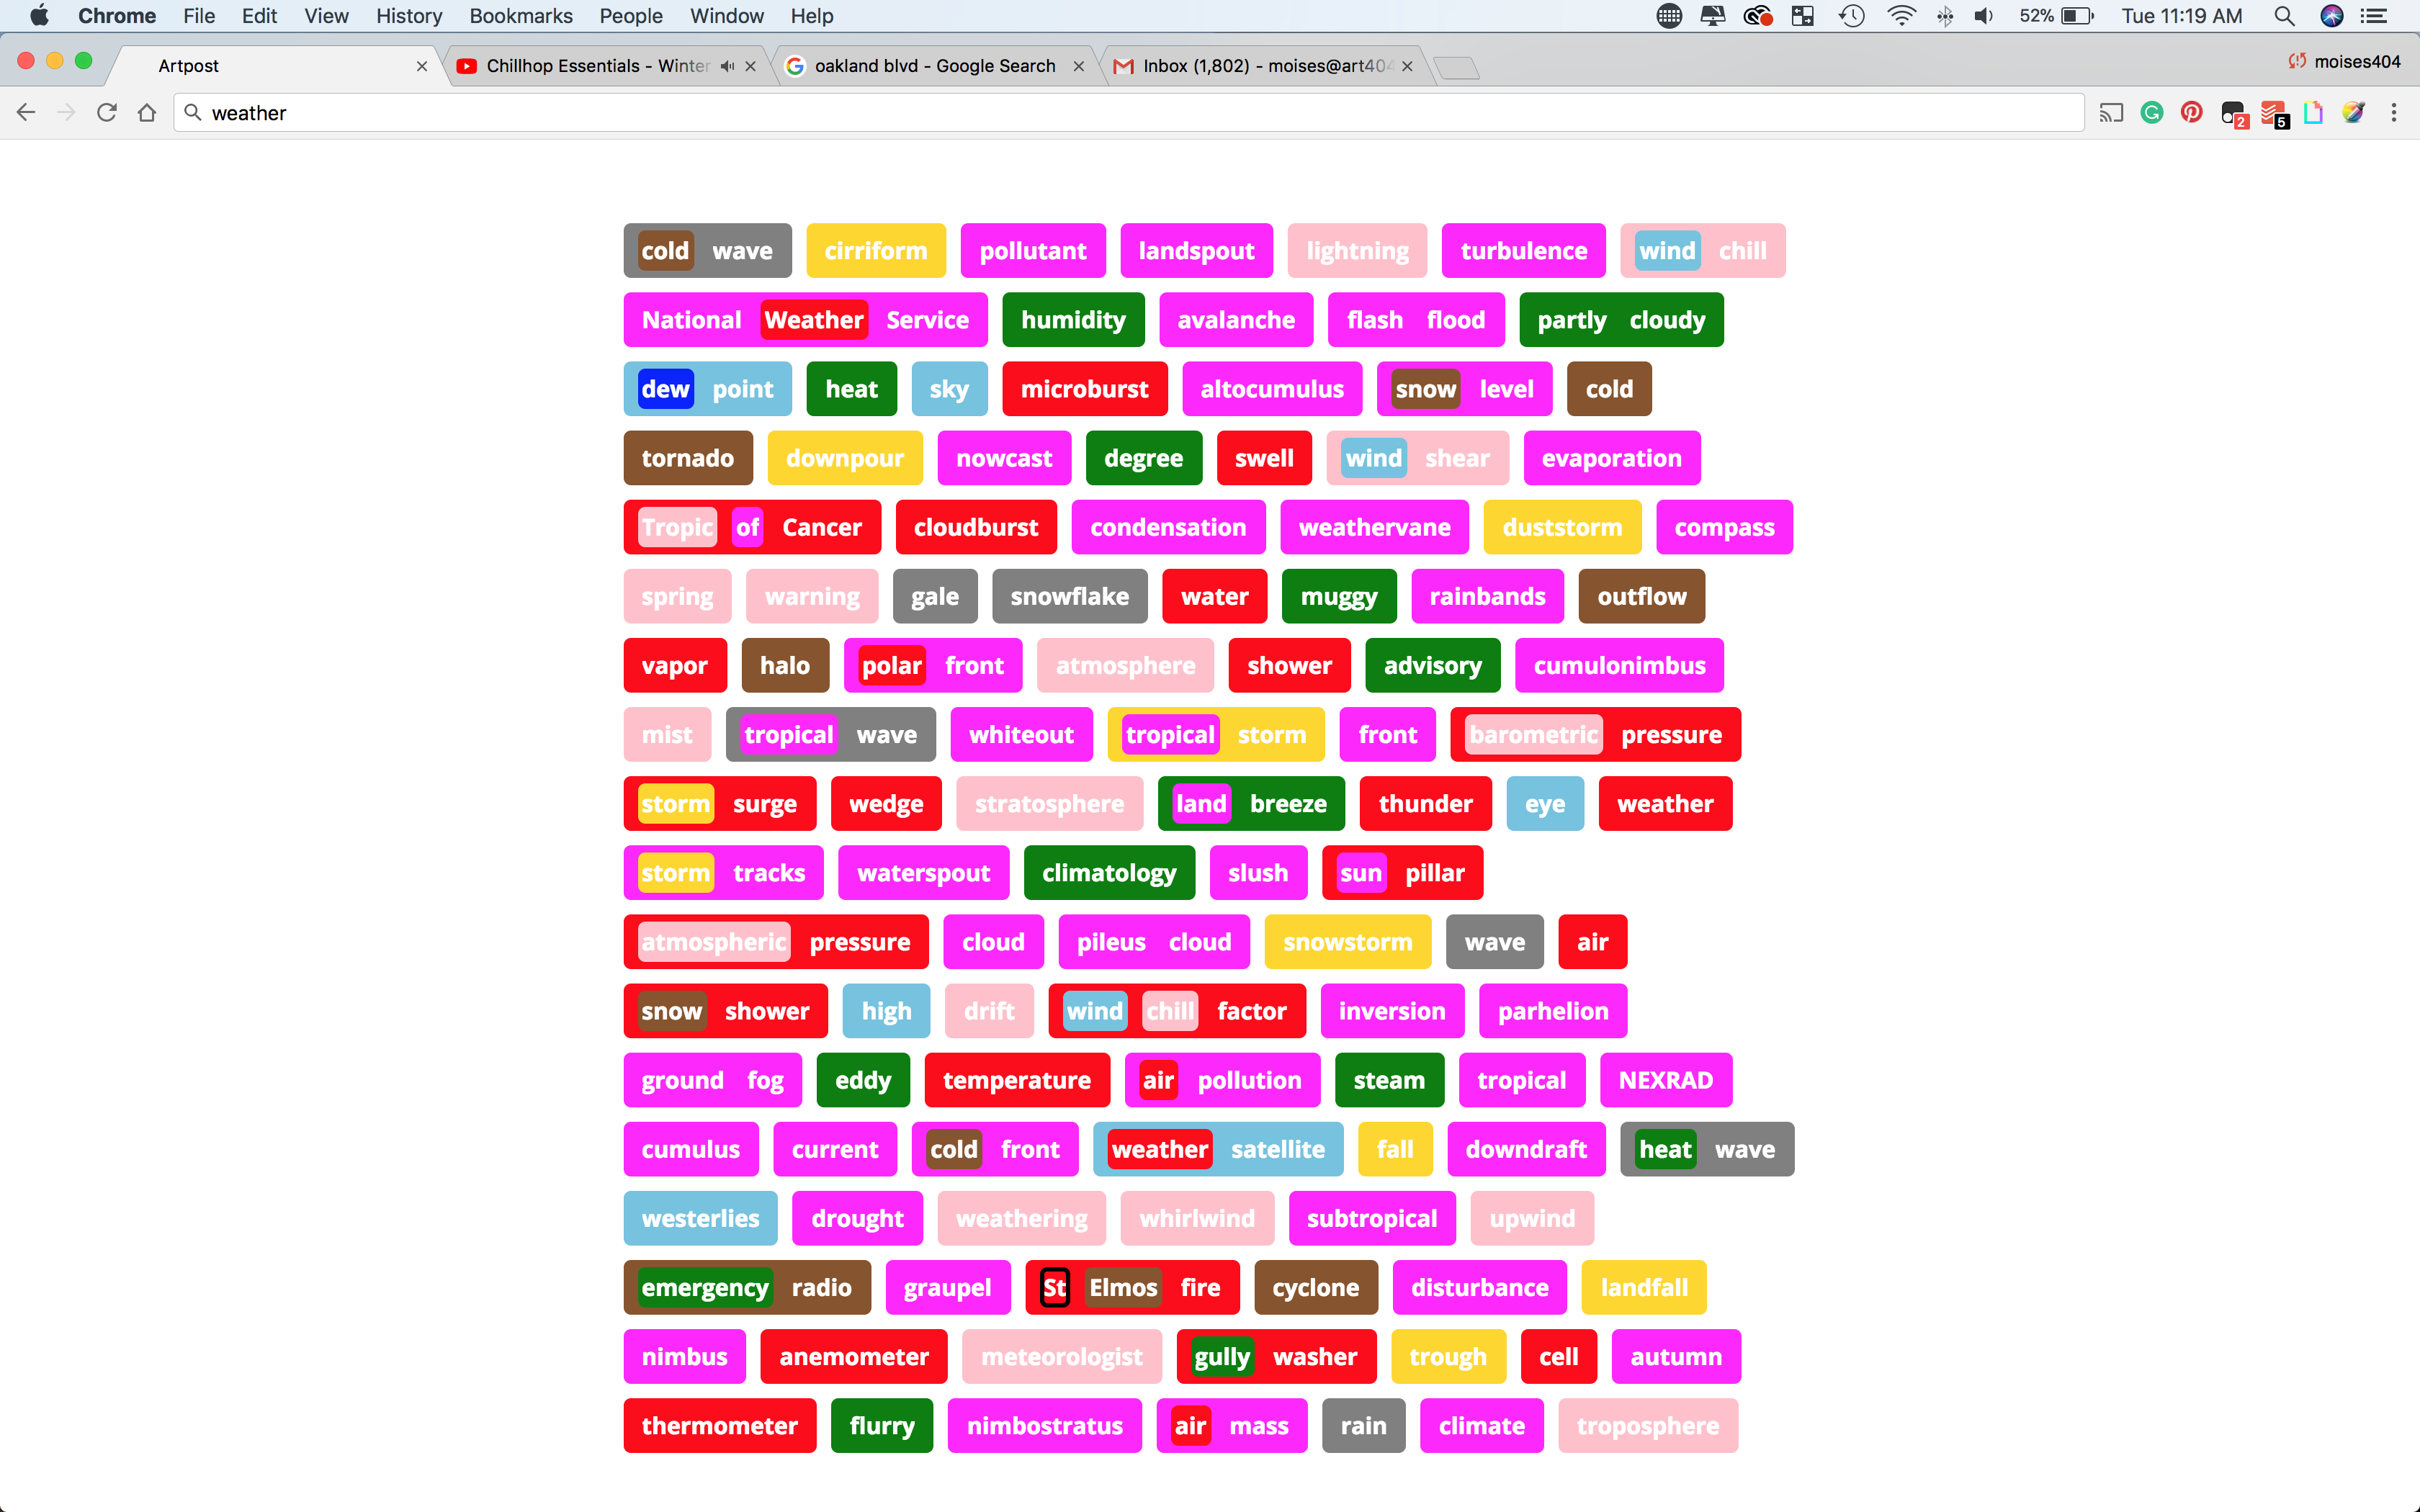 Chrome File Edit View History Bookmarks People Window Help 52% Tue 11:19 AM
Artpost Chillhop Essentials - Winter oakland blvd - Google Search Inbox (1,802) - moises@art404 moises404
weather 2 5
cold wave cirriform pollutant landspout lightning turbulence wind chill
National Weather Service humidity avalanche flash flood partly cloudy
dew point heat sky microburst altocumulus snow level cold
tornado downpour nowcast degree swell wind shear evaporation
Tropic of Cancer cloudburst condensation weathervane duststorm compass
spring warning gale snowflake water muggy rainbands outflow
vapor halo polar front atmosphere shower advisory cumulonimbus
mist tropical wave whiteout tropical storm front barometric pressure
storm surge wedge stratosphere land breeze thunder eye weather
storm tracks waterspout climatology slush sun pillar
atmospheric pressure cloud pileus cloud snowstorm wave air
snow shower high drift wind chill factor inversion parhelion
ground fog eddy temperature air pollution steam tropical NEXRAD
cumulus current cold front weather satellite fall downdraft heat wave
westerlies drought weathering whirlwind subtropical upwind
emergency radio graupel St Elmos fire cyclone disturbance landfall
nimbus anemometer meteorologist gully washer trough cell autumn
thermometer flurry nimbostratus air mass rain climate troposphere